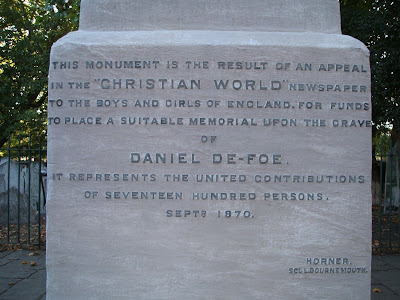 THIS MONUMENT IS THE RESULT OF AN APPEAL
IN THE "CHRISTIAN WORLD" NEWSPAPER
TO THE BOYS AND GIRLS OF ENGLAND, FOR FUNDS
TO PLACE A SUITABLE MEMORIAL UPON THE GRAVE
OF
DANIEL DE-FOE.
IT REPRESENTS THE UNITED CONTRIBUTIONS
OF SEVENTEEN HUNDRED PERSONS.
SEPTR 1870.
HORNER.
SC. BOURNEMOUTH.